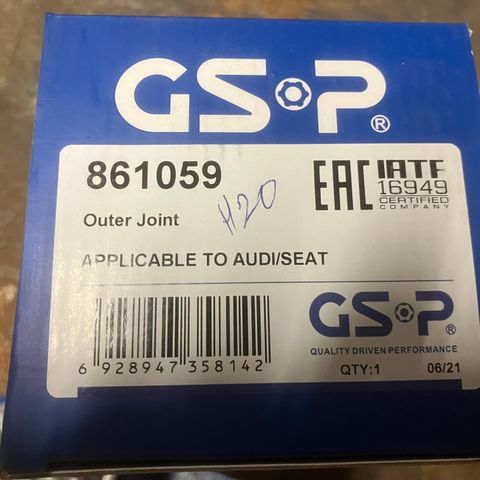 GSP®
861059
Outer Joint
H20
APPLICABLE TO AUDI/SEAT
EAC
IATF
16949
CERTIFIED
COMPANY
6 928947 358142
GSP®
QUALITY DRIVEN PERFORMANCE
QTY:1 06/21